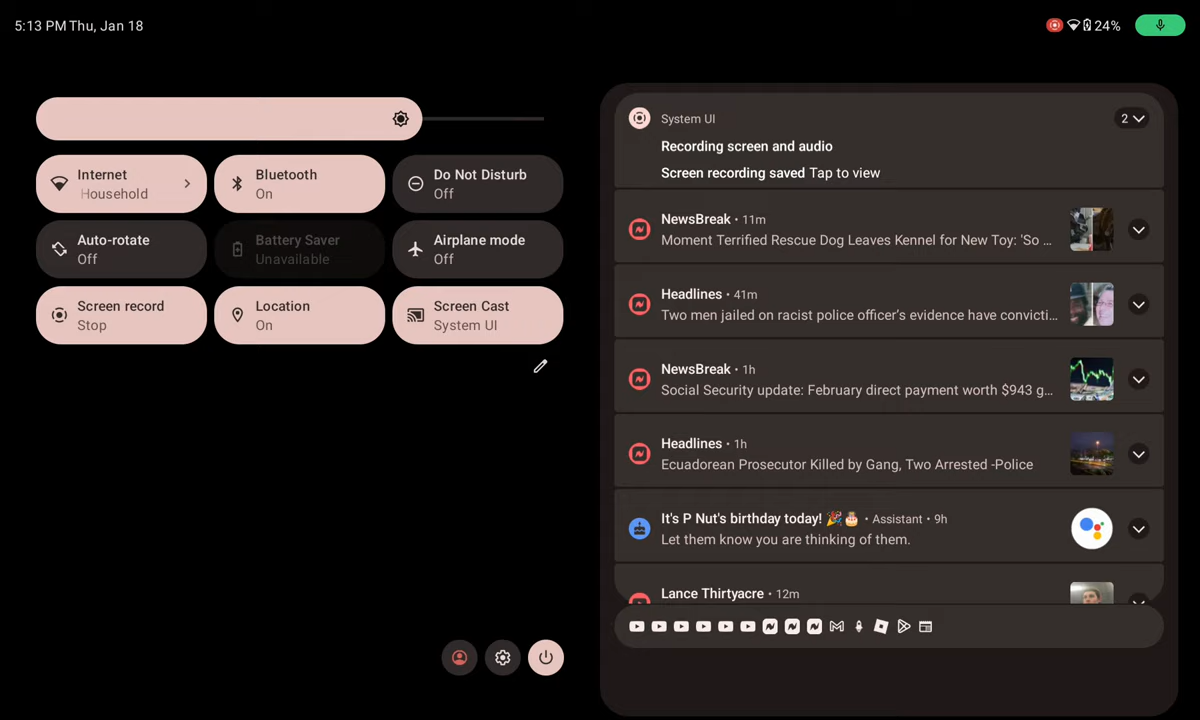 5:13 PM Thu, Jan 18
24%
Internet
Household
Bluetooth
On
Do Not Disturb
Off
Auto-rotate
Off
Battery Saver
Unavailable
Airplane mode
Off
Screen record
Stop
Location
On
Screen Cast
System UI
System UI
2
Recording screen and audio
Screen recording saved Tap to view
NewsBreak • 11m
Moment Terrified Rescue Dog Leaves Kennel for New Toy: 'So ...
Headlines • 41m
Two men jailed on racist police officer's evidence have convicti...
NewsBreak • 1h
Social Security update: February direct payment worth $943 g...
Headlines • 1h
Ecuadorean Prosecutor Killed by Gang, Two Arrested -Police
It's P Nut's birthday today! 🎉🎂 • Assistant • 9h
Let them know you are thinking of them.
Lance Thirtyacre • 12m